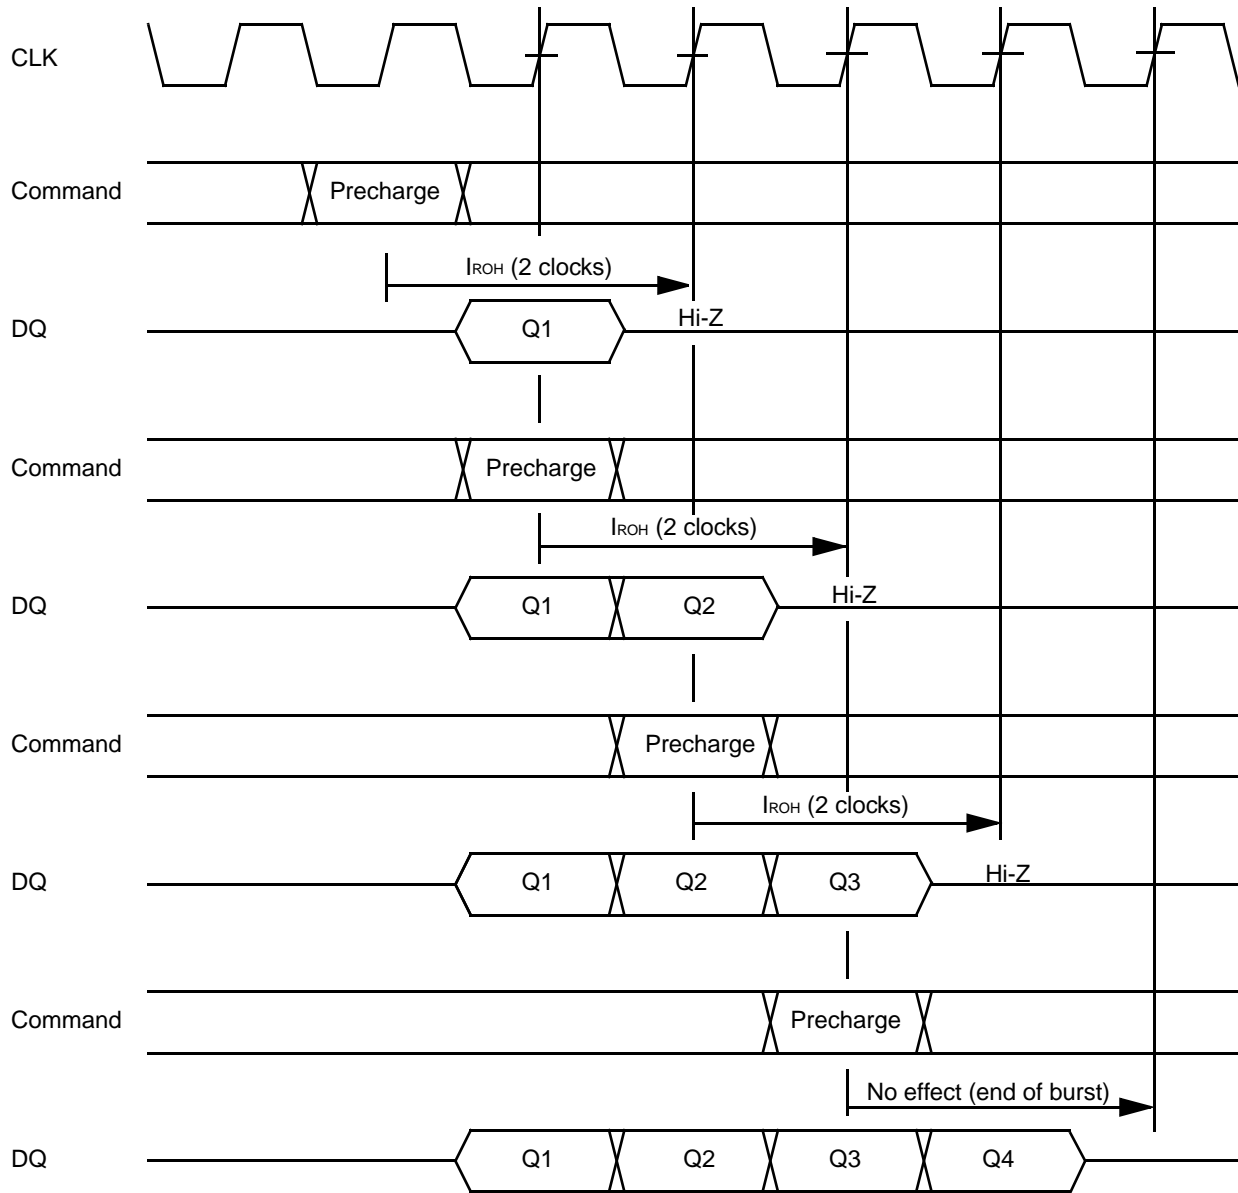 CLK
Command
Precharge
IROH (2 clocks)
DQ
Q1
Hi-Z
Command
Precharge
IROH (2 clocks)
DQ
Q1
Q2
Hi-Z
Command
Precharge
IROH (2 clocks)
DQ
Q1
Q2
Q3
Hi-Z
Command
Precharge
No effect (end of burst)
DQ
Q1
Q2
Q3
Q4